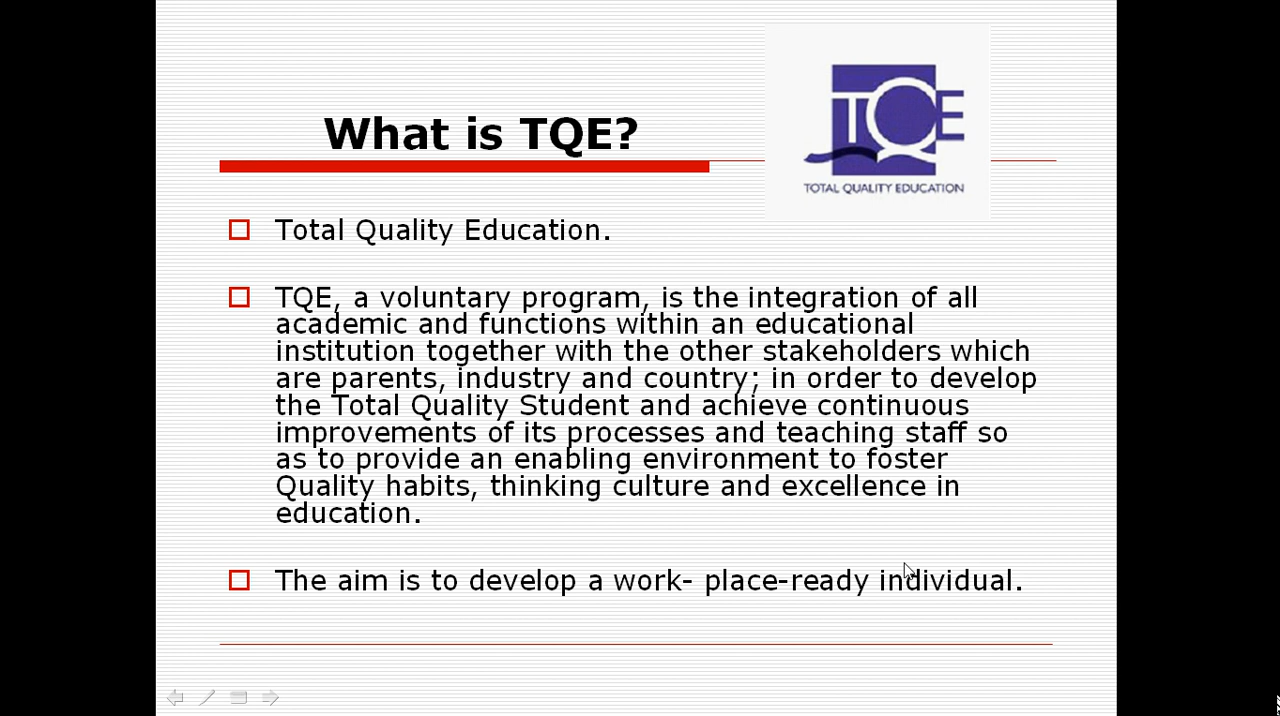 What is TQE?
TQE
TOTAL QUALITY EDUCATION
Total Quality Education.
TQE, a voluntary program, is the integration of all
academic and functions within an educational
institution together with the other stakeholders which
are parents, industry and country; in order to develop
the Total Quality Student and achieve continuous
improvements of its processes and teaching staff so
as to provide an enabling environment to foster
Quality habits, thinking culture and excellence in
education.
The aim is to develop a work- place-ready individual.